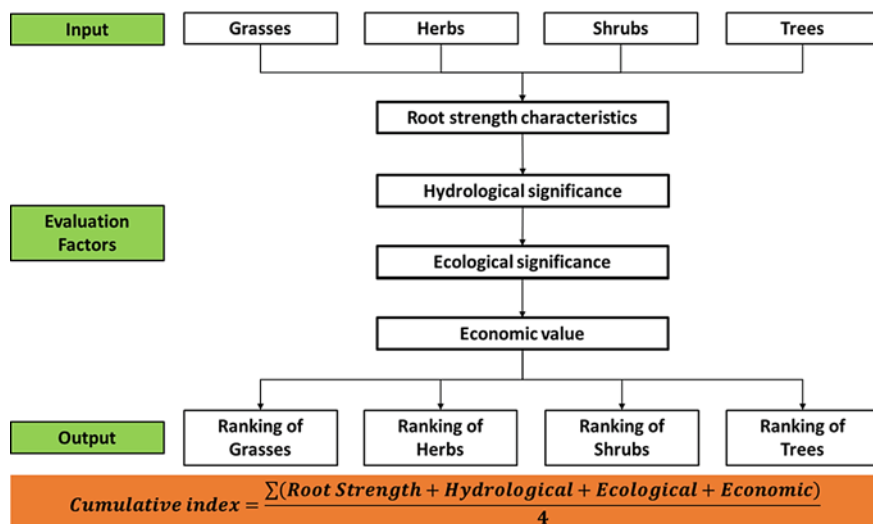 Input
Grasses
Herbs
Shrubs
Trees
Root strength characteristics
Hydrological significance
Evaluation
Factors
Ecological significance
Economic value
Output
Ranking of
Grasses
Ranking of
Herbs
Ranking of
Shrubs
Ranking of
Trees
Cumulative index = ∑(Root Strength + Hydrological + Ecological + Economic) / 4